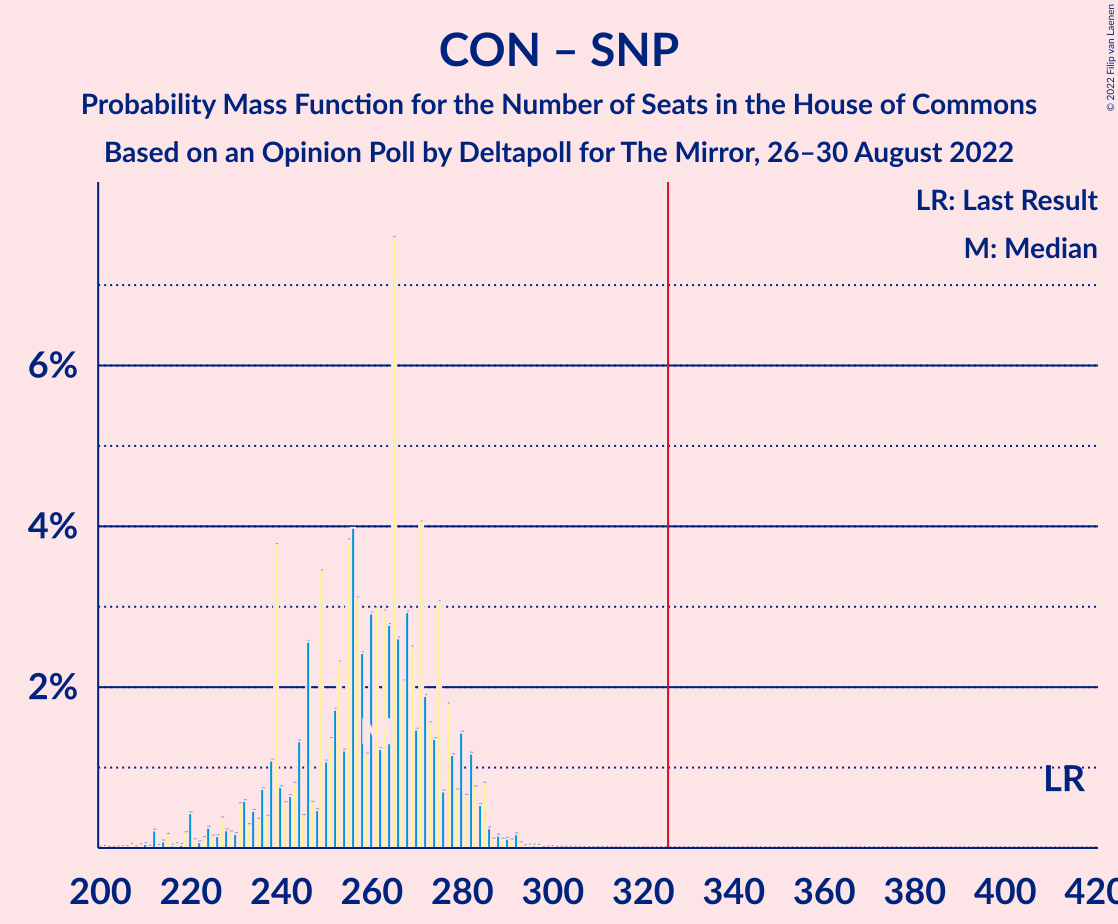 CON – SNP
Probability Mass Function for the Number of Seats in the House of Commons
Based on an Opinion Poll by Deltapoll for The Mirror, 26–30 August 2022
© 2022 Filip van Laenen
LR: Last Result
M: Median
6%
4%
2%
M
LR
200 220 240 260 280 300 320 340 360 380 400 420